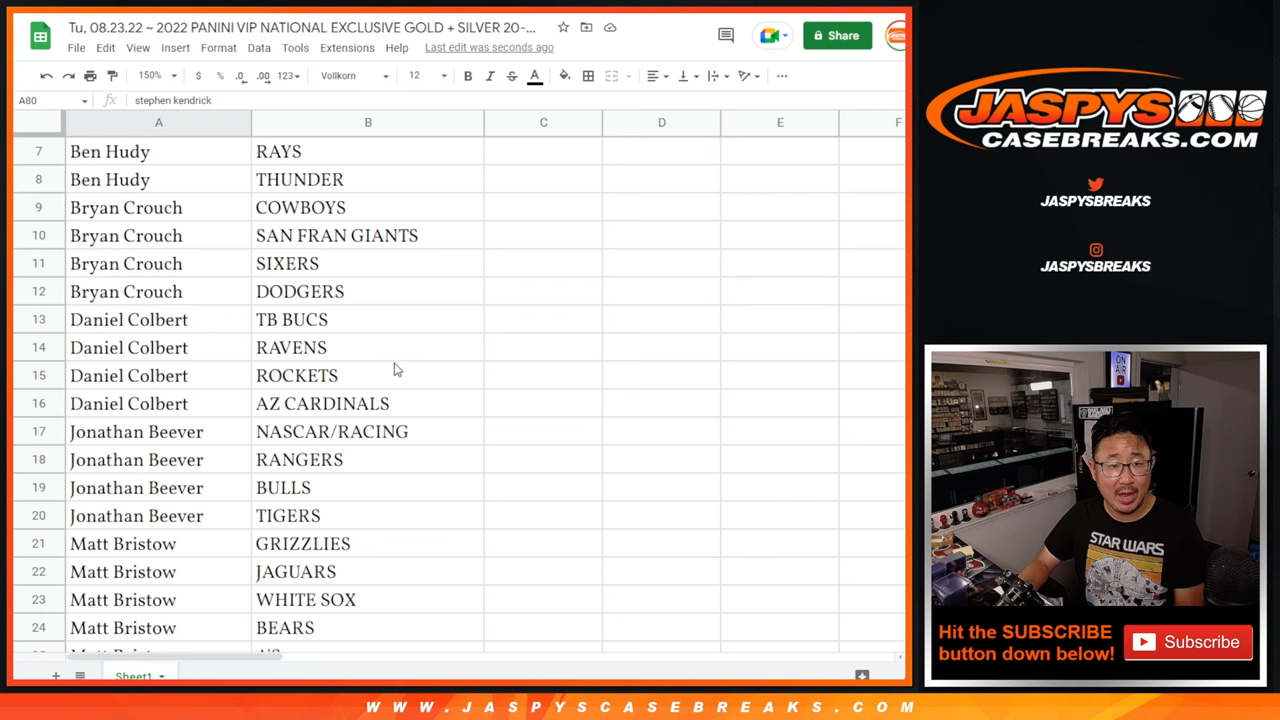 Tu, 08.23.22 ~ 2022 PANINI VIP NATIONAL EXCLUSIVE GOLD + SILVER 20-...
File Edit View Insert Format Data Tools Extensions Help Last edit was seconds ago
Share
150% $ % .0 .00 123 Vollkorn 12 B I S A
A80 fx stephen kendrick
A B C D E F
7 Ben Hudy RAYS
8 Ben Hudy THUNDER
9 Bryan Crouch COWBOYS
10 Bryan Crouch SAN FRAN GIANTS
11 Bryan Crouch SIXERS
12 Bryan Crouch DODGERS
13 Daniel Colbert TB BUCS
14 Daniel Colbert RAVENS
15 Daniel Colbert ROCKETS
16 Daniel Colbert AZ CARDINALS
17 Jonathan Beever NASCAR/RACING
18 Jonathan Beever RANGERS
19 Jonathan Beever BULLS
20 Jonathan Beever TIGERS
21 Matt Bristow GRIZZLIES
22 Matt Bristow JAGUARS
23 Matt Bristow WHITE SOX
24 Matt Bristow BEARS
Sheet1
JASPYS
CASEBREAKS.COM
JASPYSBREAKS
JASPYSBREAKS
ON AIR
STAR WARS
Hit the SUBSCRIBE
button down below!
Subscribe
WWW.JASPYSCASEBREAKS.COM